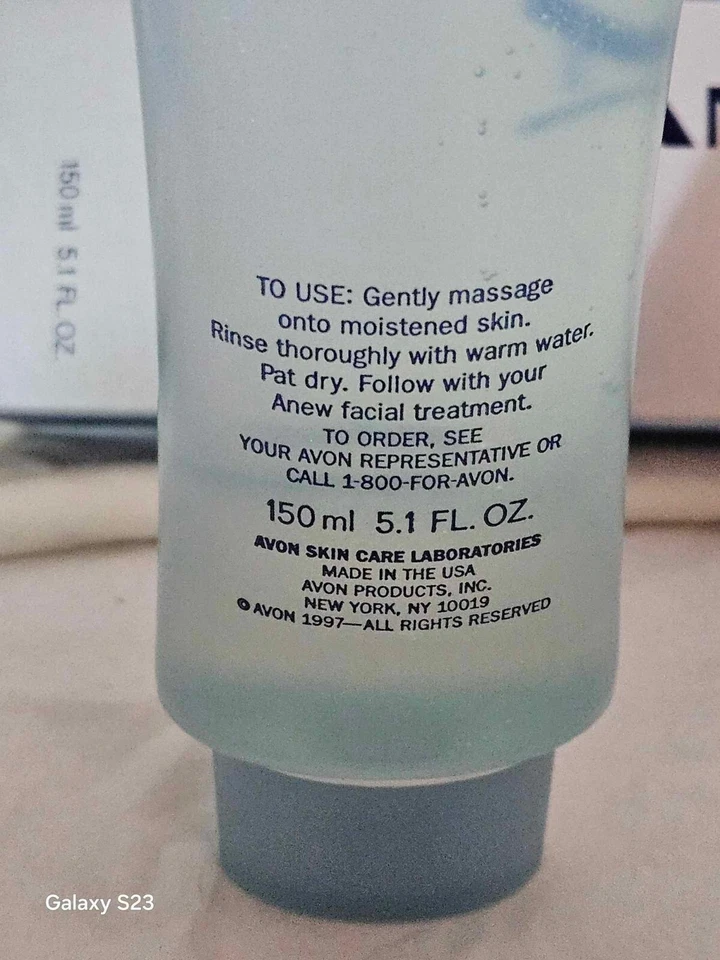 150 ml 5.1 FL. OZ.
TO USE: Gently massage
onto moistened skin.
Rinse thoroughly with warm water.
Pat dry. Follow with your
Anew facial treatment.
TO ORDER, SEE
YOUR AVON REPRESENTATIVE OR
CALL 1-800-FOR-AVON.
150 ml 5.1 FL. OZ.
AVON SKIN CARE LABORATORIES
MADE IN THE USA
AVON PRODUCTS, INC.
NEW YORK, NY 10019
© AVON 1997—ALL RIGHTS RESERVED
Galaxy S23